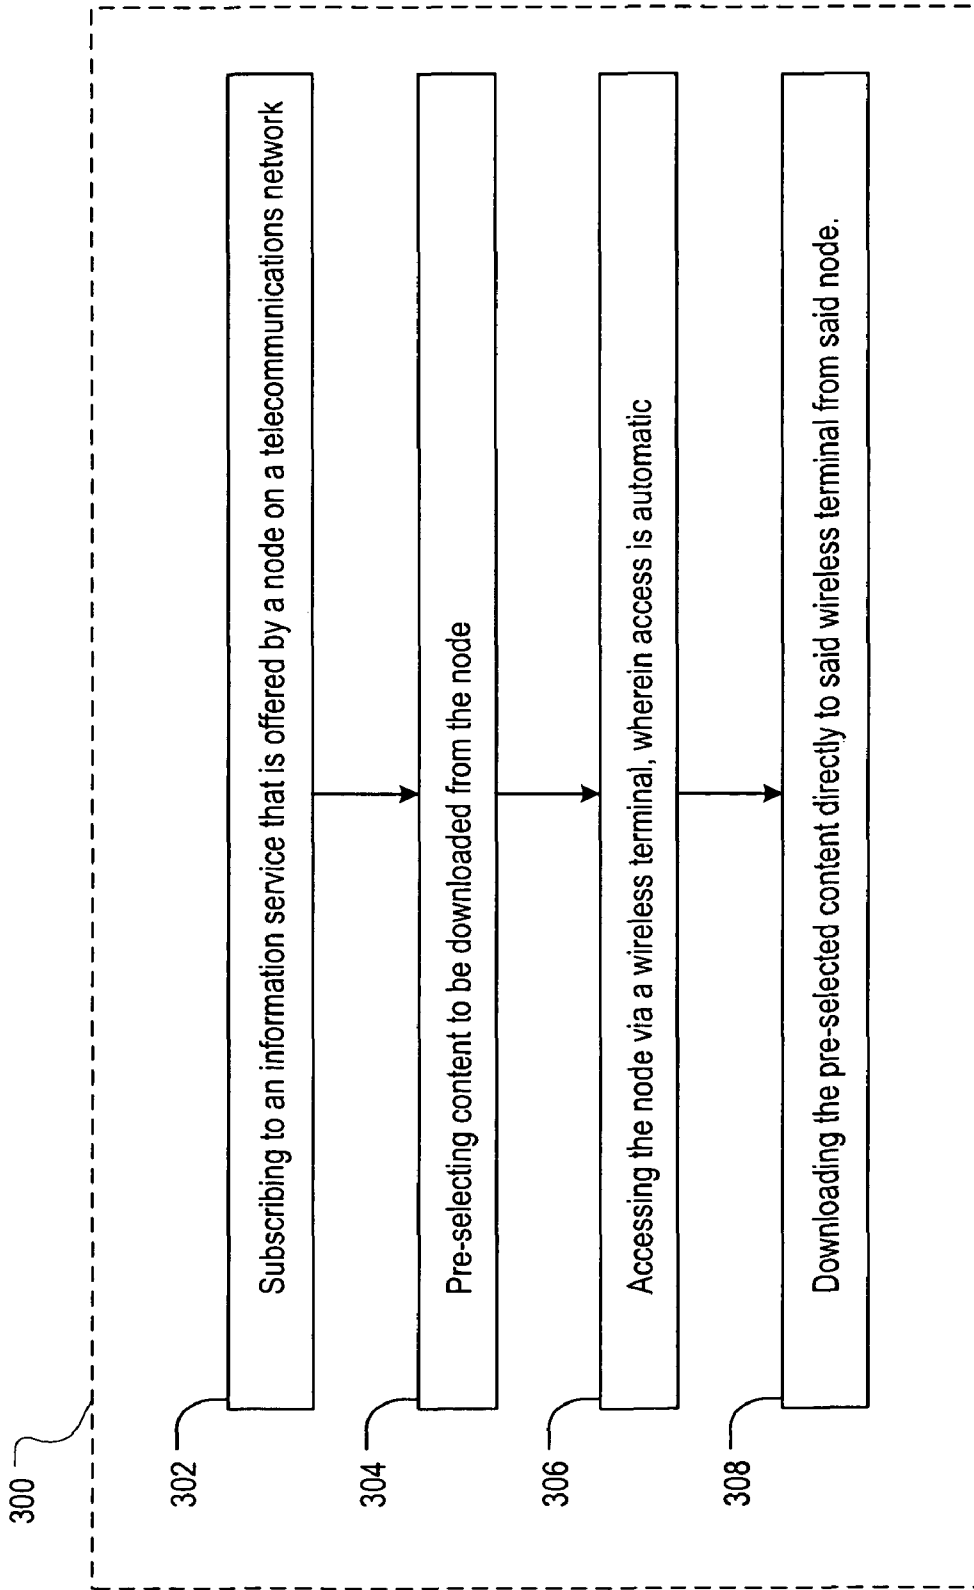 300
302
Subscribing to an information service that is offered by a node on a telecommunications network
304
Pre-selecting content to be downloaded from the node
306
Accessing the node via a wireless terminal, wherein access is automatic
308
Downloading the pre-selected content directly to said wireless terminal from said node.